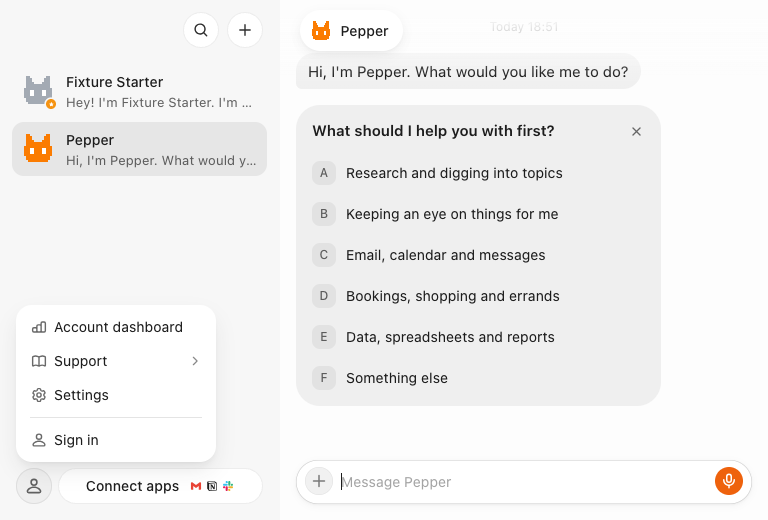 Fixture Starter
Hey! I'm Fixture Starter. I'm ...
Pepper
Hi, I'm Pepper. What would y...
Account dashboard
Support
Settings
Sign in
Connect apps
Pepper
Today 18:51
Hi, I'm Pepper. What would you like me to do?
What should I help you with first?
A Research and digging into topics
B Keeping an eye on things for me
C Email, calendar and messages
D Bookings, shopping and errands
E Data, spreadsheets and reports
F Something else
Message Pepper